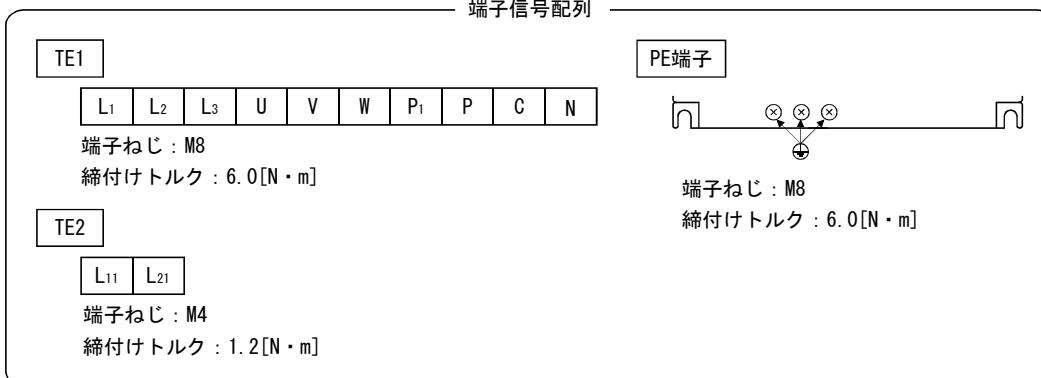 端子信号配列
TE1
L1 L2 L3 U V W P1 P C N
端子ねじ：M8
締付けトルク：6.0[N・m]
TE2
L11 L21
端子ねじ：M4
締付けトルク：1.2[N・m]
PE端子
端子ねじ：M8
締付けトルク：6.0[N・m]